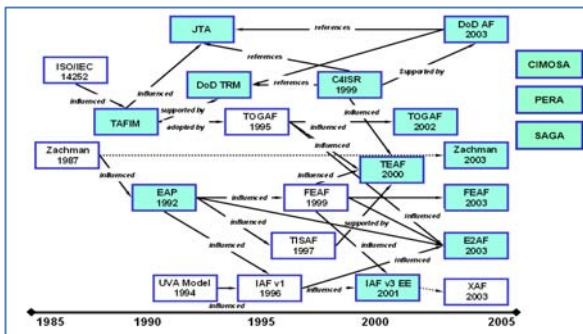 JTA
DoD AF
2003
references
ISO/IEC
14252
references
CIMOSA
DoD TRM
references
C4ISR
1999
Supported by
influenced
influenced
supported by
influenced
PERA
TAFIM
adopted by
TOGAF
1995
influenced
TOGAF
2002
SAGA
Zachman
1987
influenced
Zachman
2003
TEAF
2000
influenced
influenced
EAP
1992
influenced
FEAF
1999
influenced
FEAF
2003
influenced
supported by
influenced
TISAF
1997
influenced
E2AF
2003
UVA Model
1994
IAF v1
1996
influenced
IAF v3 EE
2001
XAF
2003
influenced
1985
1990
1995
2000
2005